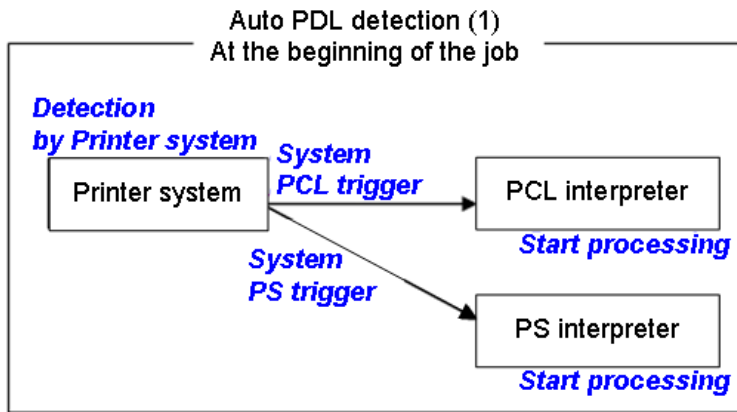 Auto PDL detection (1)
At the beginning of the job
Detection
by Printer system
Printer system
System
PCL trigger
PCL interpreter
Start processing
System
PS trigger
PS interpreter
Start processing